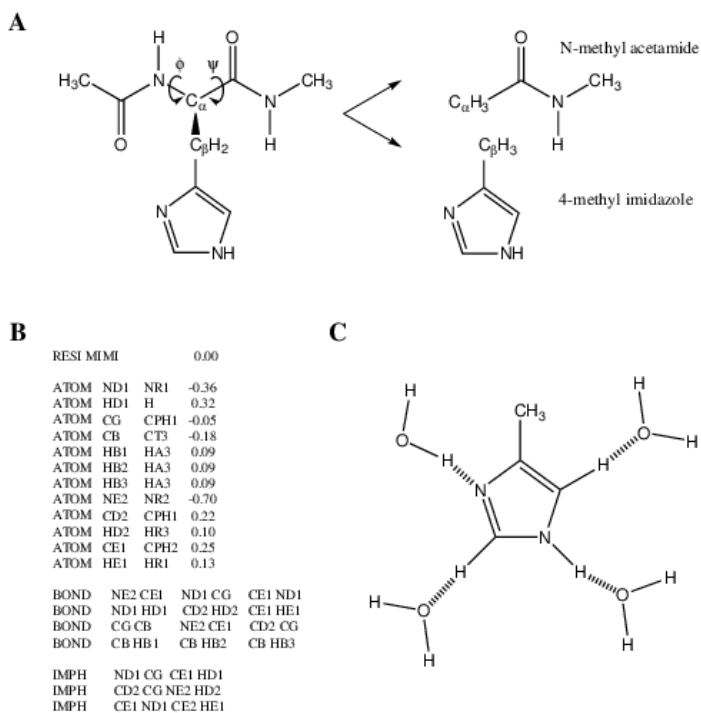 A
H
O
N-methyl acetamide
O
H₃C
N
ϕ
ψ
CH₃
Cα
N
O
H
CβH₂
N
NH
CαH₃
N
CH₃
H
CβH₃
4-methyl imidazole
N
NH
B
RESI MIMI 0.00
ATOM ND1 NR1 -0.36
ATOM HD1 H 0.32
ATOM CG CPH1 -0.05
ATOM CB CT3 -0.18
ATOM HB1 HA3 0.09
ATOM HB2 HA3 0.09
ATOM HB3 HA3 0.09
ATOM NE2 NR2 -0.70
ATOM CD2 CPH1 0.22
ATOM HD2 HR3 0.10
ATOM CE1 CPH2 0.25
ATOM HE1 HR1 0.13
BOND NE2 CE1 ND1 CG CE1 ND1
BOND ND1 HD1 CD2 HD2 CE1 HE1
BOND CG CB NE2 CE1 CD2 CG
BOND CB HB1 CB HB2 CB HB3
IMPH ND1 CG CE1 HD1
IMPH CD2 CG NE2 HD2
IMPH CE1 ND1 CE2 HE1
C
H
H
CH₃
O
O
H
H
H
N
N
H
H
H
H
O
O
H
H
H